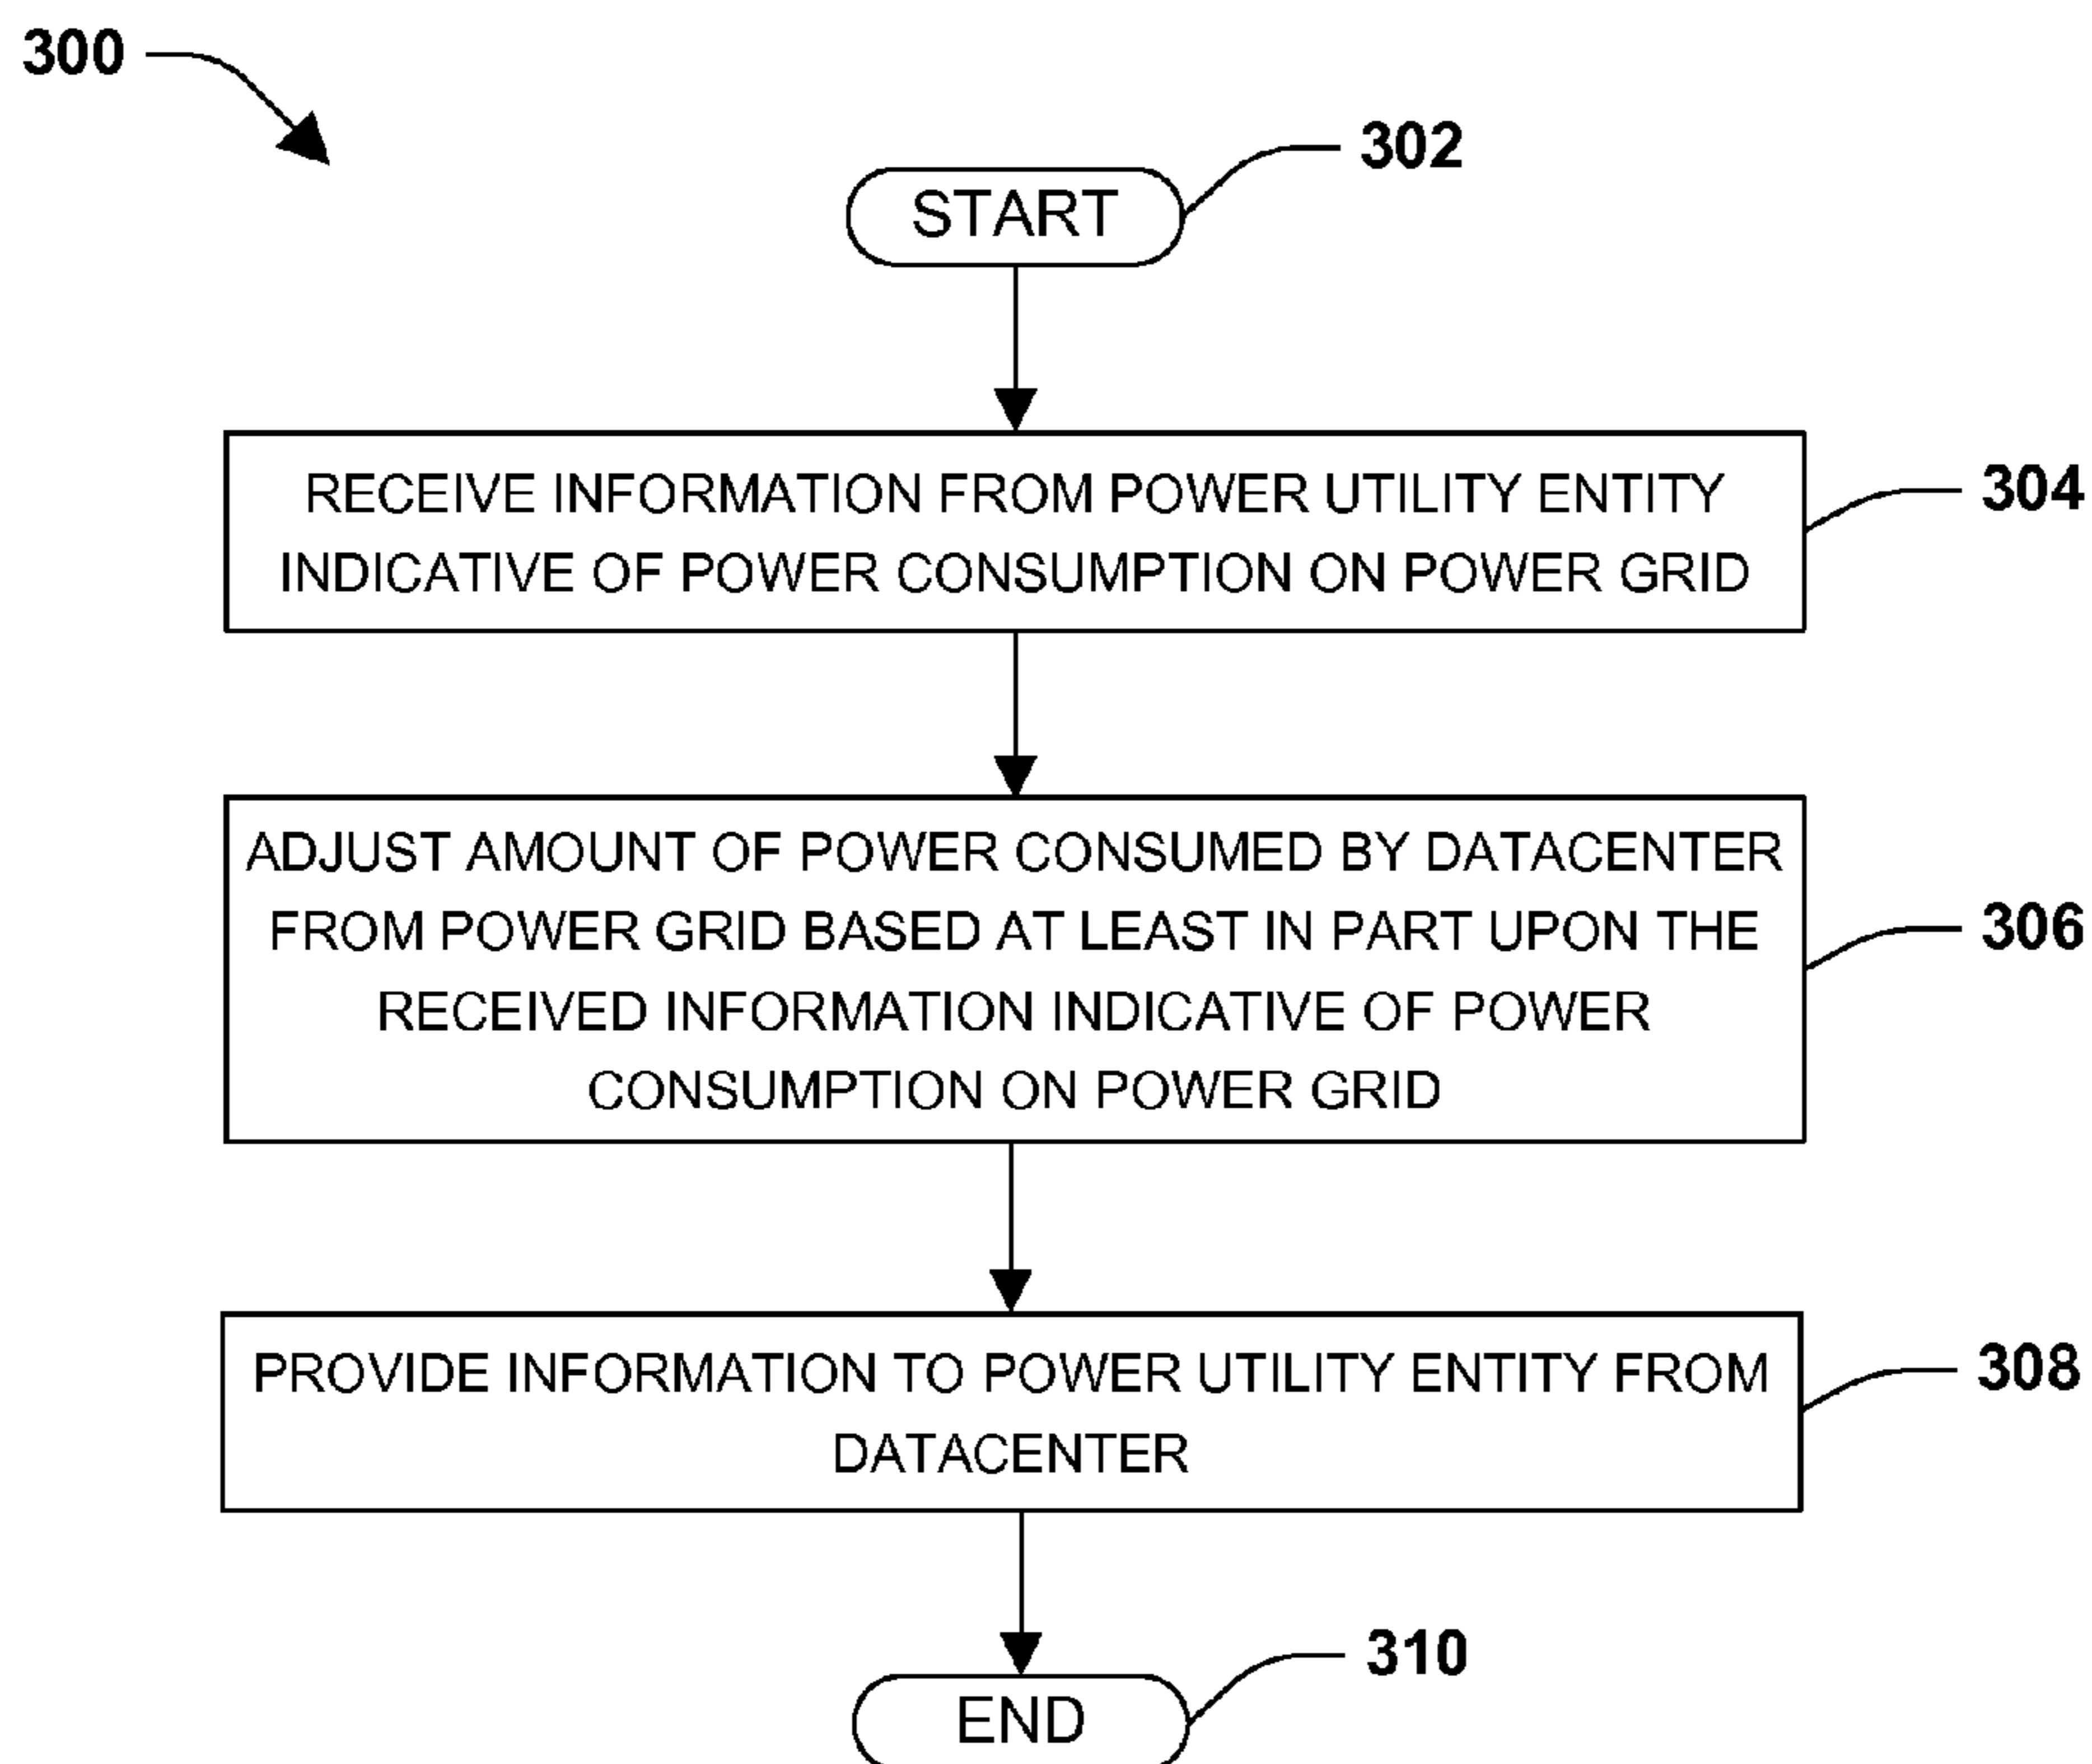 300
302
START
RECEIVE INFORMATION FROM POWER UTILITY ENTITY
INDICATIVE OF POWER CONSUMPTION ON POWER GRID
304
ADJUST AMOUNT OF POWER CONSUMED BY DATACENTER
FROM POWER GRID BASED AT LEAST IN PART UPON THE
RECEIVED INFORMATION INDICATIVE OF POWER
CONSUMPTION ON POWER GRID
306
PROVIDE INFORMATION TO POWER UTILITY ENTITY FROM
DATACENTER
308
310
END